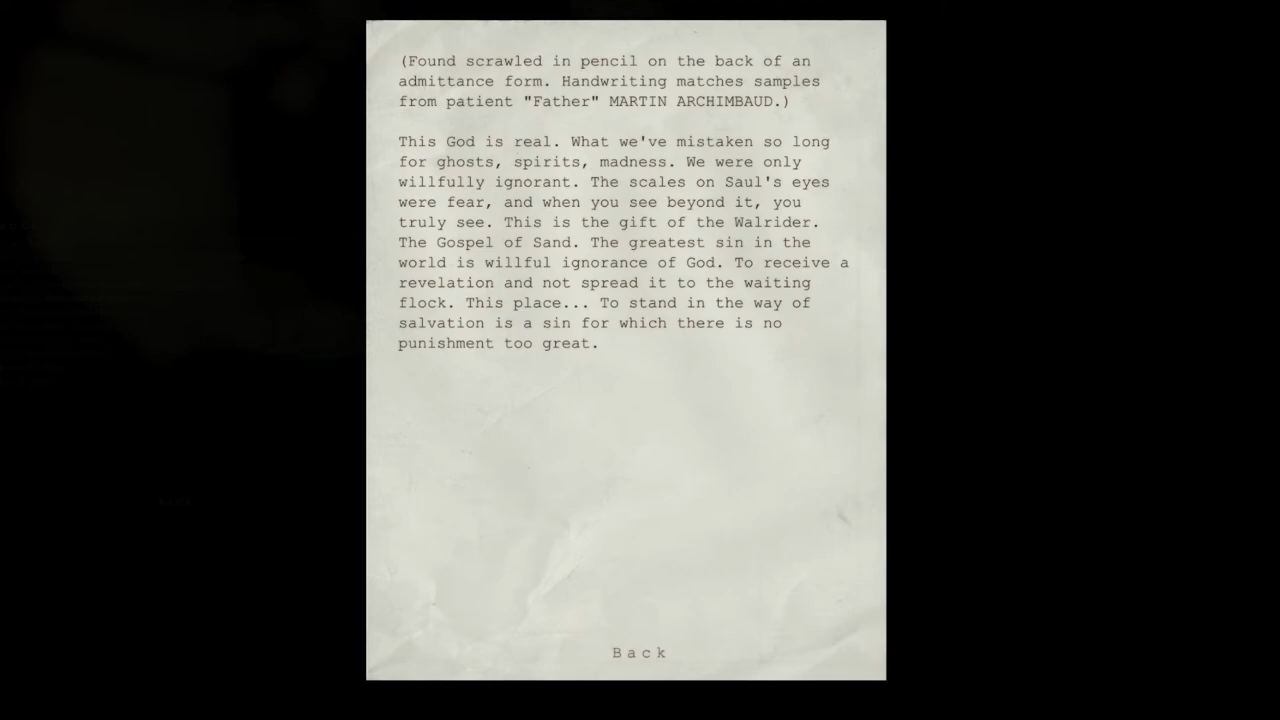 (Found scrawled in pencil on the back of an
admittance form. Handwriting matches samples
from patient "Father" MARTIN ARCHIMBAUD.)
This God is real. What we've mistaken so long
for ghosts, spirits, madness. We were only
willfully ignorant. The scales on Saul's eyes
were fear, and when you see beyond it, you
truly see. This is the gift of the Walrider.
The Gospel of Sand. The greatest sin in the
world is willful ignorance of God. To receive a
revelation and not spread it to the waiting
flock. This place... To stand in the way of
salvation is a sin for which there is no
punishment too great.
Back